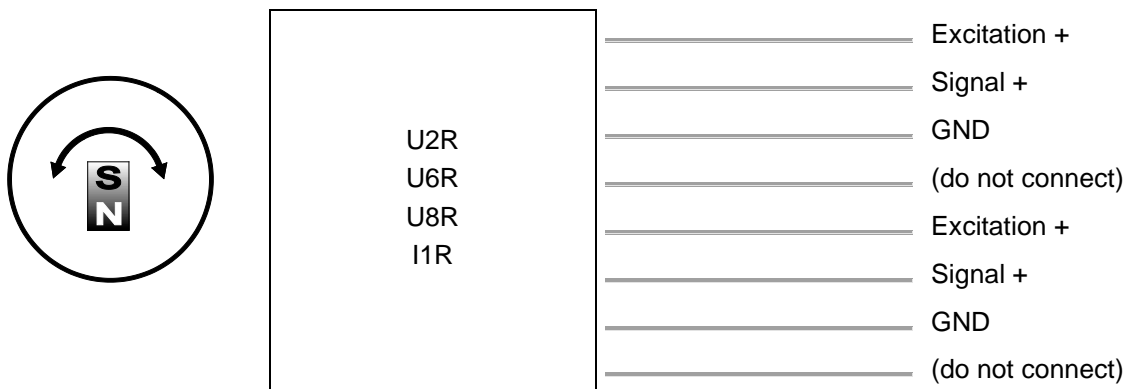 S
N
U2R
U6R
U8R
I1R
Excitation +
Signal +
GND
(do not connect)
Excitation +
Signal +
GND
(do not connect)